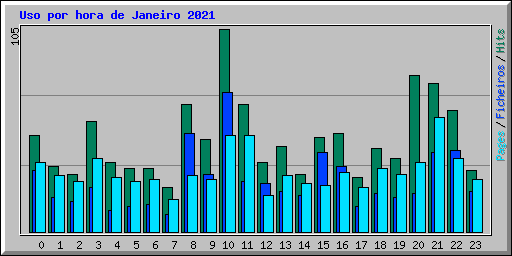 Uso por hora de Janeiro 2021
105
Pages / Ficheiros / Hits
0 1 2 3 4 5 6 7 8 9 10 11 12 13 14 15 16 17 18 19 20 21 22 23